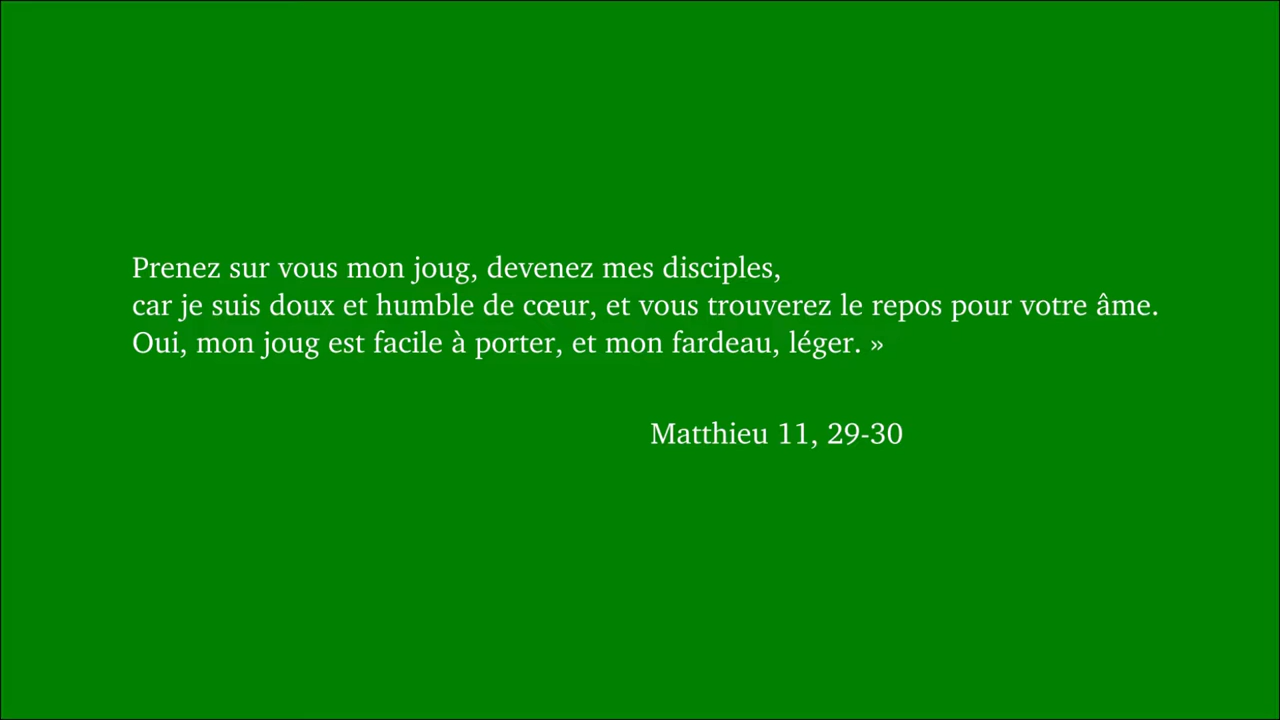 Prenez sur vous mon joug, devenez mes disciples,
car je suis doux et humble de cœur, et vous trouverez le repos pour votre âme.
Oui, mon joug est facile à porter, et mon fardeau, léger. »
Matthieu 11, 29-30